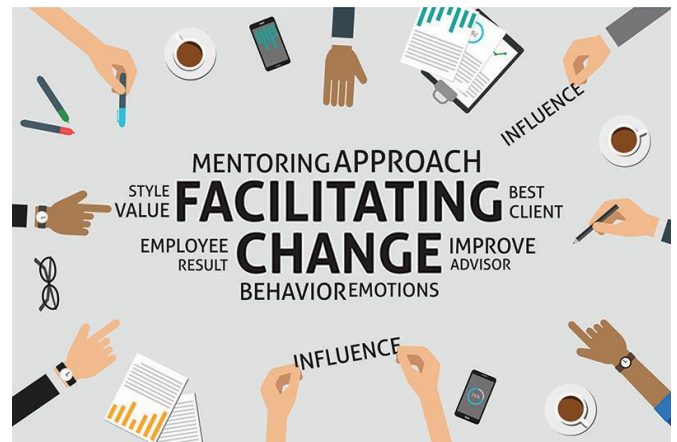 INFLUENCE
MENTORING APPROACH
STYLE
VALUE
FACILITATING
BEST
CLIENT
EMPLOYEE
RESULT
CHANGE
IMPROVE
ADVISOR
BEHAVIOR EMOTIONS
INFLUENCE